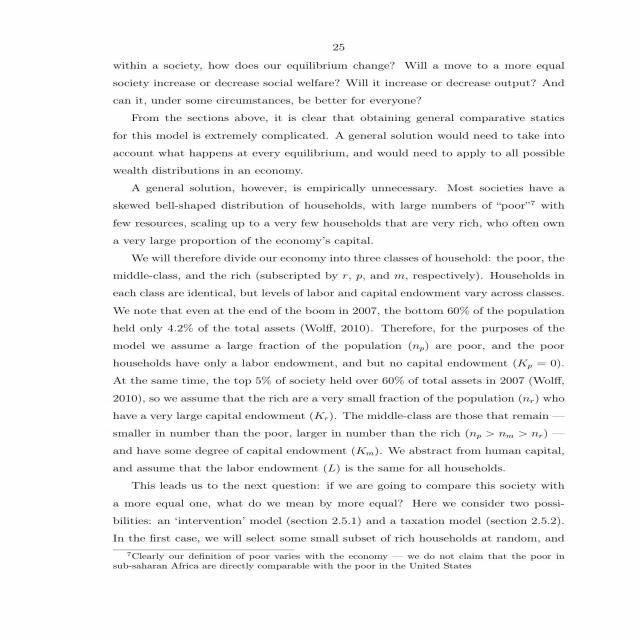 25
within a society, how does our equilibrium change? Will a move to a more equal
society increase or decrease social welfare? Will it increase or decrease output? And
can it, under some circumstances, be better for everyone?
From the sections above, it is clear that obtaining general comparative statics
for this model is extremely complicated. A general solution would need to take into
account what happens at every equilibrium, and would need to apply to all possible
wealth distributions in an economy.
A general solution, however, is empirically unnecessary. Most societies have a
skewed bell-shaped distribution of households, with large numbers of “poor”⁷ with
few resources, scaling up to a very few households that are very rich, who often own
a very large proportion of the economy’s capital.
We will therefore divide our economy into three classes of household: the poor, the
middle-class, and the rich (subscripted by r, p, and m, respectively). Households in
each class are identical, but levels of labor and capital endowment vary across classes.
We note that even at the end of the boom in 2007, the bottom 60% of the population
held only 4.2% of the total assets (Wolff, 2010). Therefore, for the purposes of the
model we assume a large fraction of the population (nₚ) are poor, and the poor
households have only a labor endowment, and but no capital endowment (Kₚ = 0).
At the same time, the top 5% of society held over 60% of total assets in 2007 (Wolff,
2010), so we assume that the rich are a very small fraction of the population (nᵣ) who
have a very large capital endowment (Kᵣ). The middle-class are those that remain —
smaller in number than the poor, larger in number than the rich (nₚ > nₘ > nᵣ) —
and have some degree of capital endowment (Kₘ). We abstract from human capital,
and assume that the labor endowment (L) is the same for all households.
This leads us to the next question: if we are going to compare this society with
a more equal one, what do we mean by more equal? Here we consider two possi-
bilities: an ‘intervention’ model (section 2.5.1) and a taxation model (section 2.5.2).
In the first case, we will select some small subset of rich households at random, and
⁷Clearly our definition of poor varies with the economy — we do not claim that the poor in
sub-saharan Africa are directly comparable with the poor in the United States